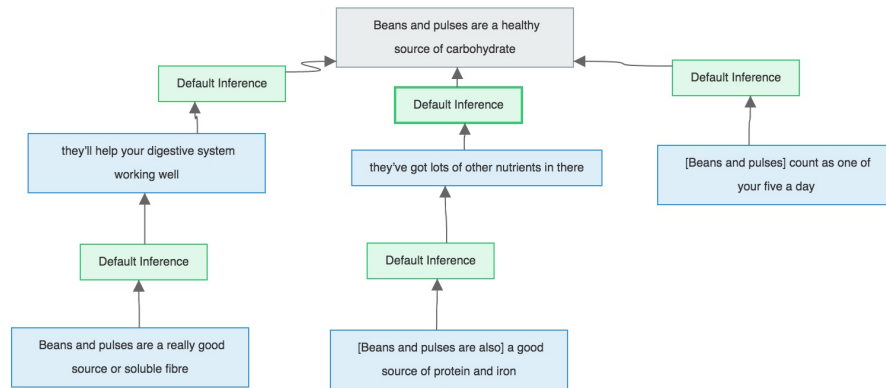 Beans and pulses are a healthy
source of carbohydrate
Default Inference
Default Inference
Default Inference
they'll help your digestive system
working well
they've got lots of other nutrients in there
[Beans and pulses] count as one of
your five a day
Default Inference
Default Inference
Beans and pulses are a really good
source or soluble fibre
[Beans and pulses are also] a good
source of protein and iron